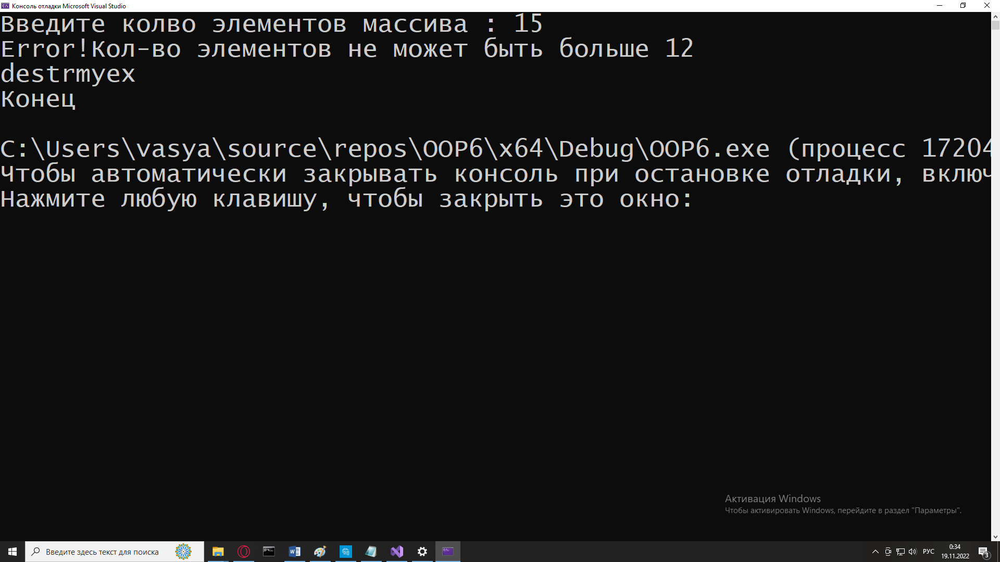 Консоль отладки Microsoft Visual Studio
Введите колво элементов массива : 15
Error!Кол-во элементов не может быть больше 12
destrmyex
Конец
C:\Users\vasya\source\repos\OOP6\x64\Debug\OOP6.exe (процесс 17204
Чтобы автоматически закрывать консоль при остановке отладки, включ
Нажмите любую клавишу, чтобы закрыть это окно:
Активация Windows
Чтобы активировать Windows, перейдите в раздел "Параметры".
Введите здесь текст для поиска
РУС
0:34
19.11.2022
3